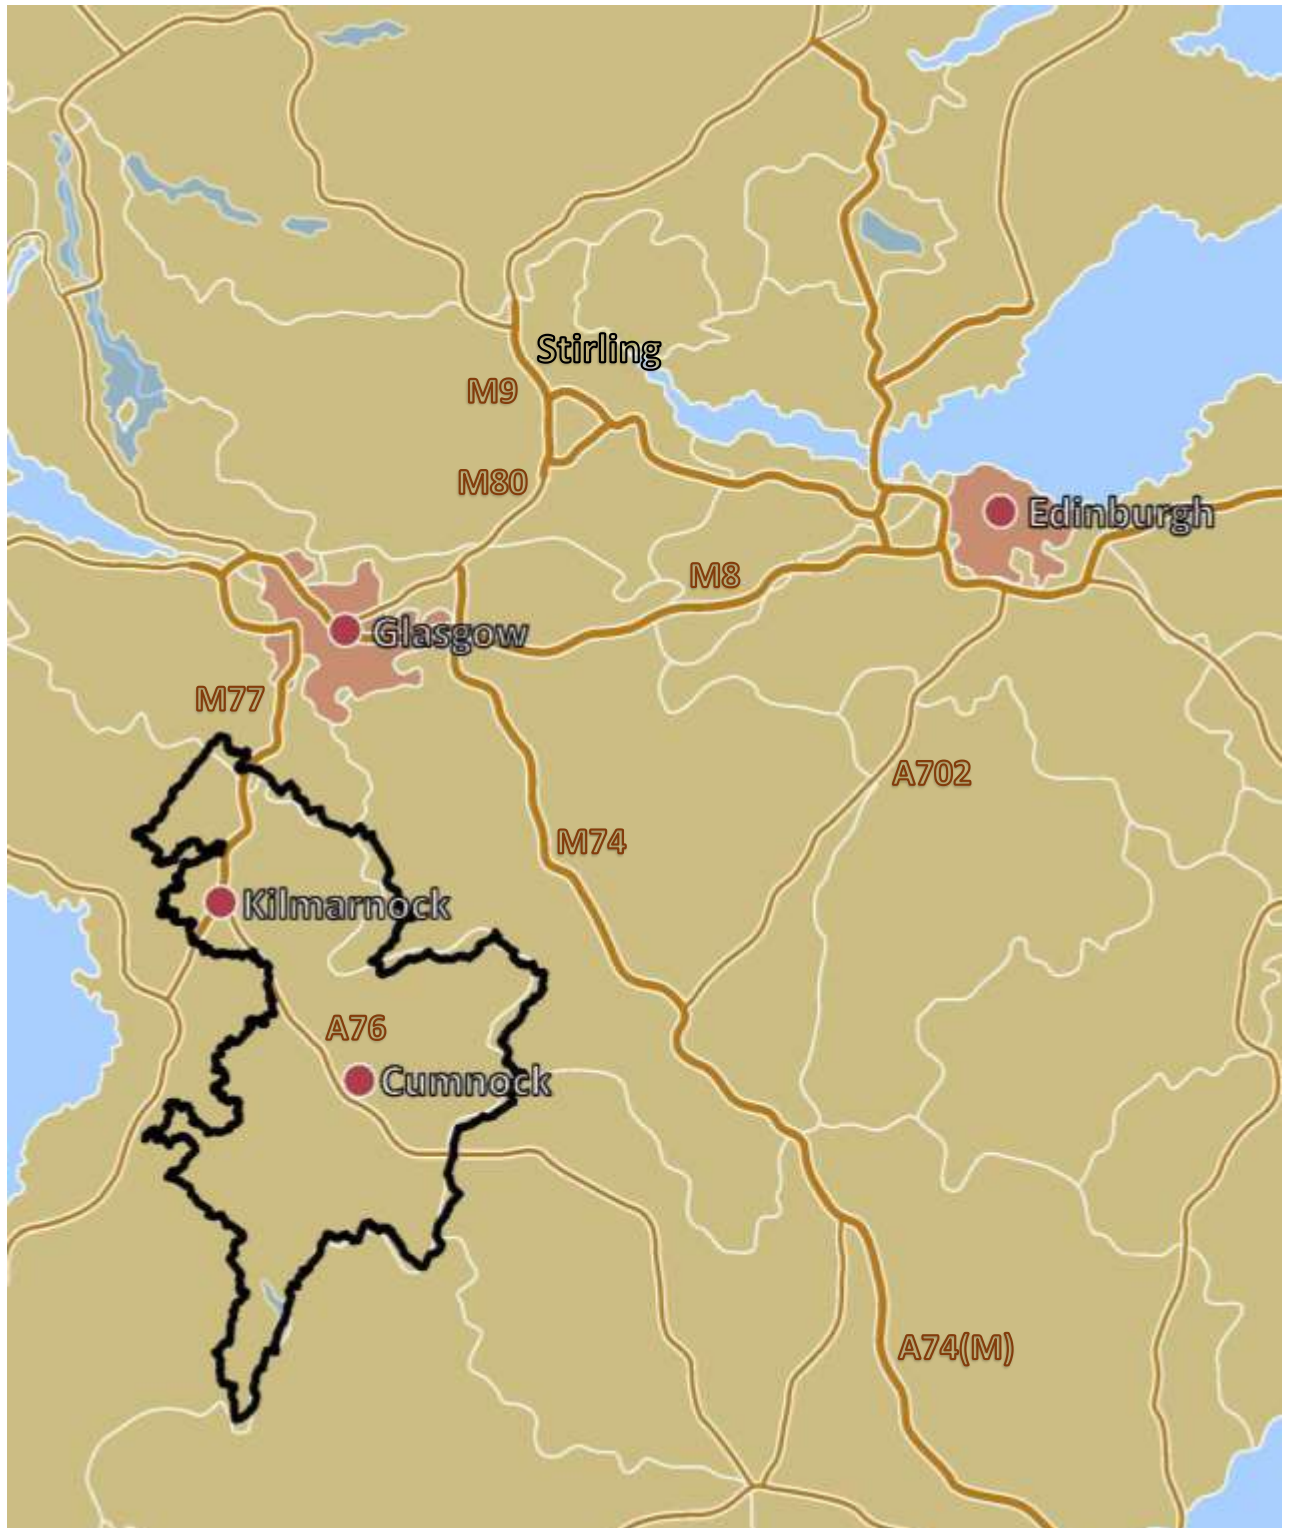 Stirling
M9
M80
Edinburgh
M8
Glasgow
M77
A702
M74
Kilmarnock
A76
Cumnock
A74(M)